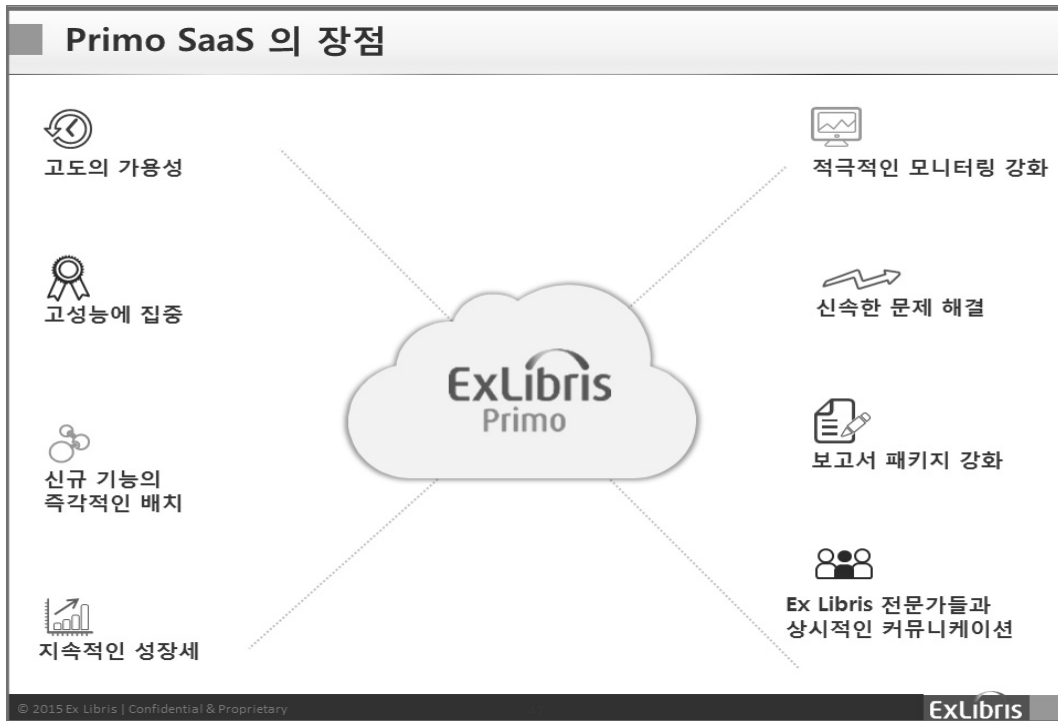 Primo SaaS 의 장점
고도의 가용성
고성능에 집중
신규 기능의
즉각적인 배치
지속적인 성장세
ExLibris
Primo
적극적인 모니터링 강화
신속한 문제 해결
보고서 패키지 강화
Ex Libris 전문가들과
상시적인 커뮤니케이션
© 2015 Ex Libris | Confidential & Proprietary
ExLibris